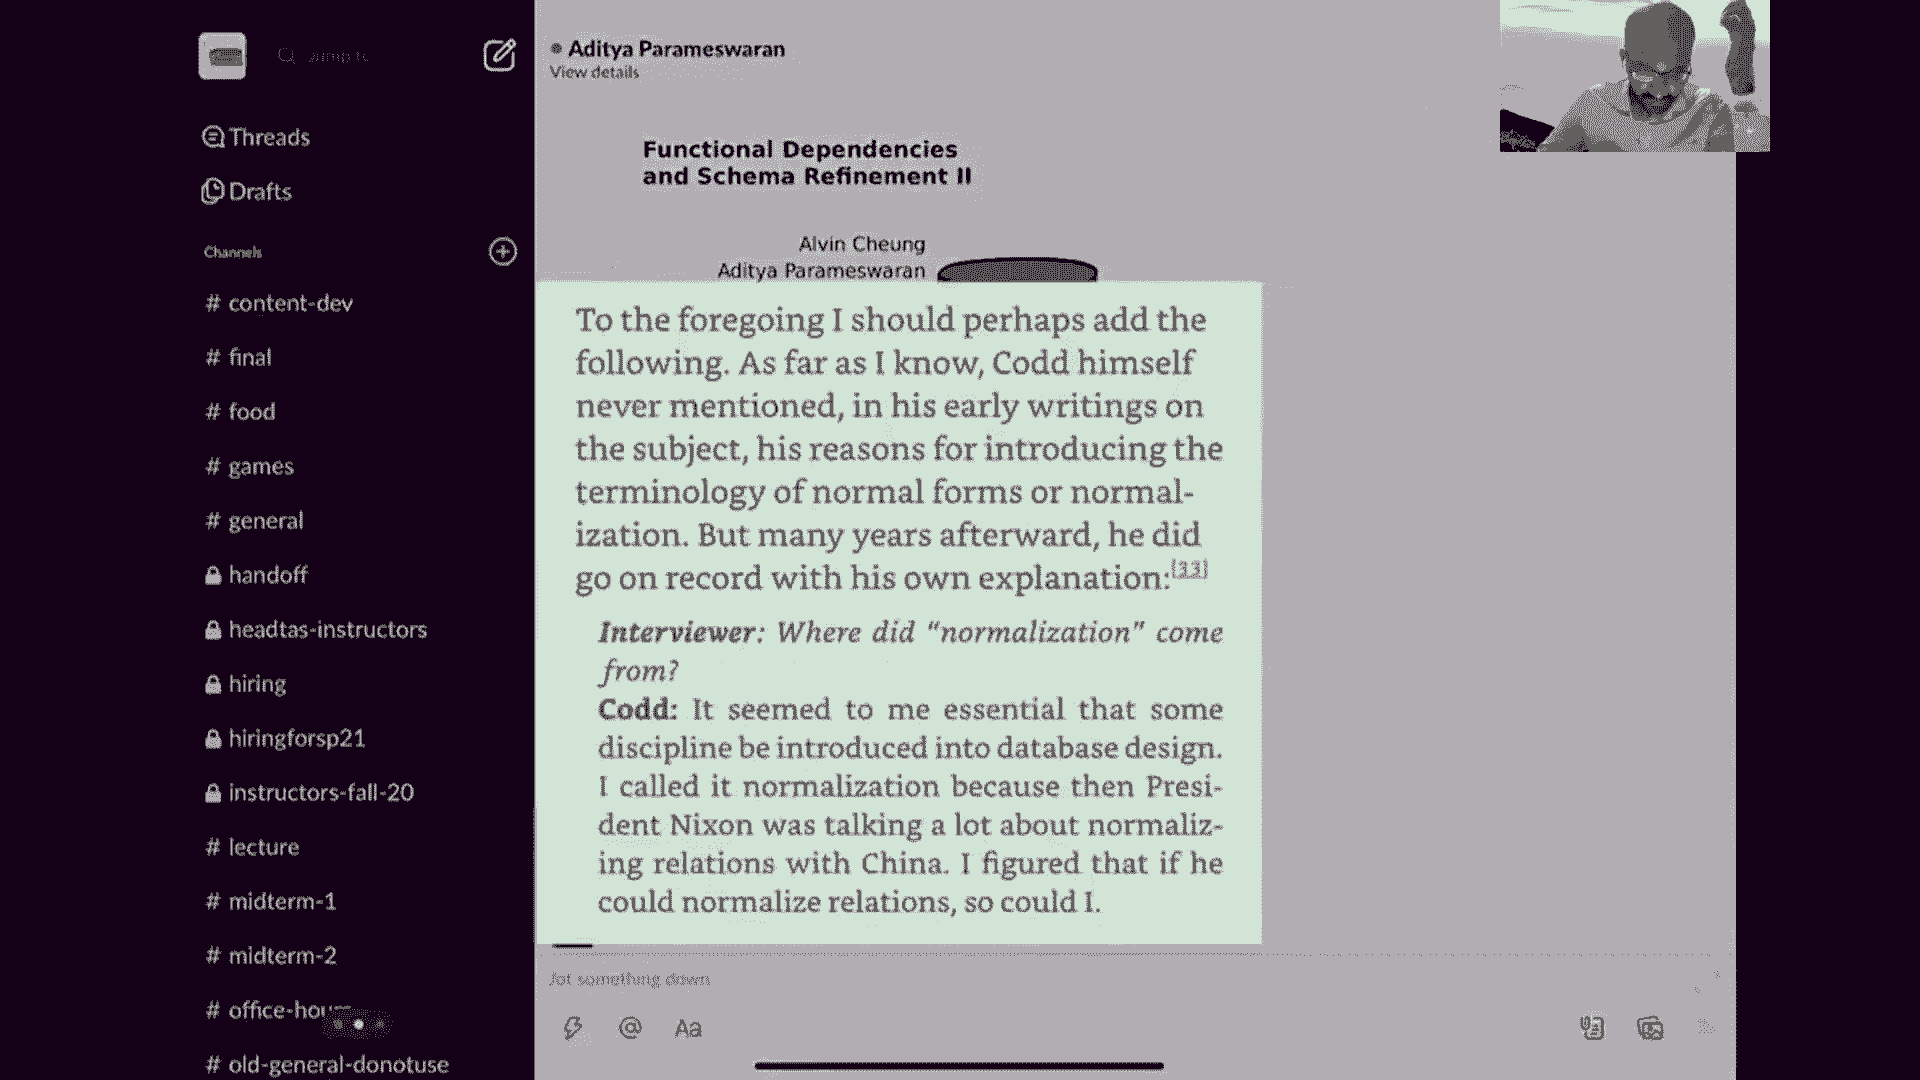 Jump to
Threads
Drafts
Channels
# content-dev
# final
# food
# games
# general
handoff
headtas-instructors
hiring
hiringforsp21
instructors-fall-20
# lecture
# midterm-1
# midterm-2
# office-hou
# old-general-donotuse
Aditya Parameswaran
View details
Functional Dependencies
and Schema Refinement II
Alvin Cheung
Aditya Parameswaran
To the foregoing I should perhaps add the
following. As far as I know, Codd himself
never mentioned, in his early writings on
the subject, his reasons for introducing the
terminology of normal forms or normal-
ization. But many years afterward, he did
go on record with his own explanation:[33]
Interviewer: Where did “normalization” come
from?
Codd: It seemed to me essential that some
discipline be introduced into database design.
I called it normalization because then Presi-
dent Nixon was talking a lot about normaliz-
ing relations with China. I figured that if he
could normalize relations, so could I.
Jot something down
@
Aa